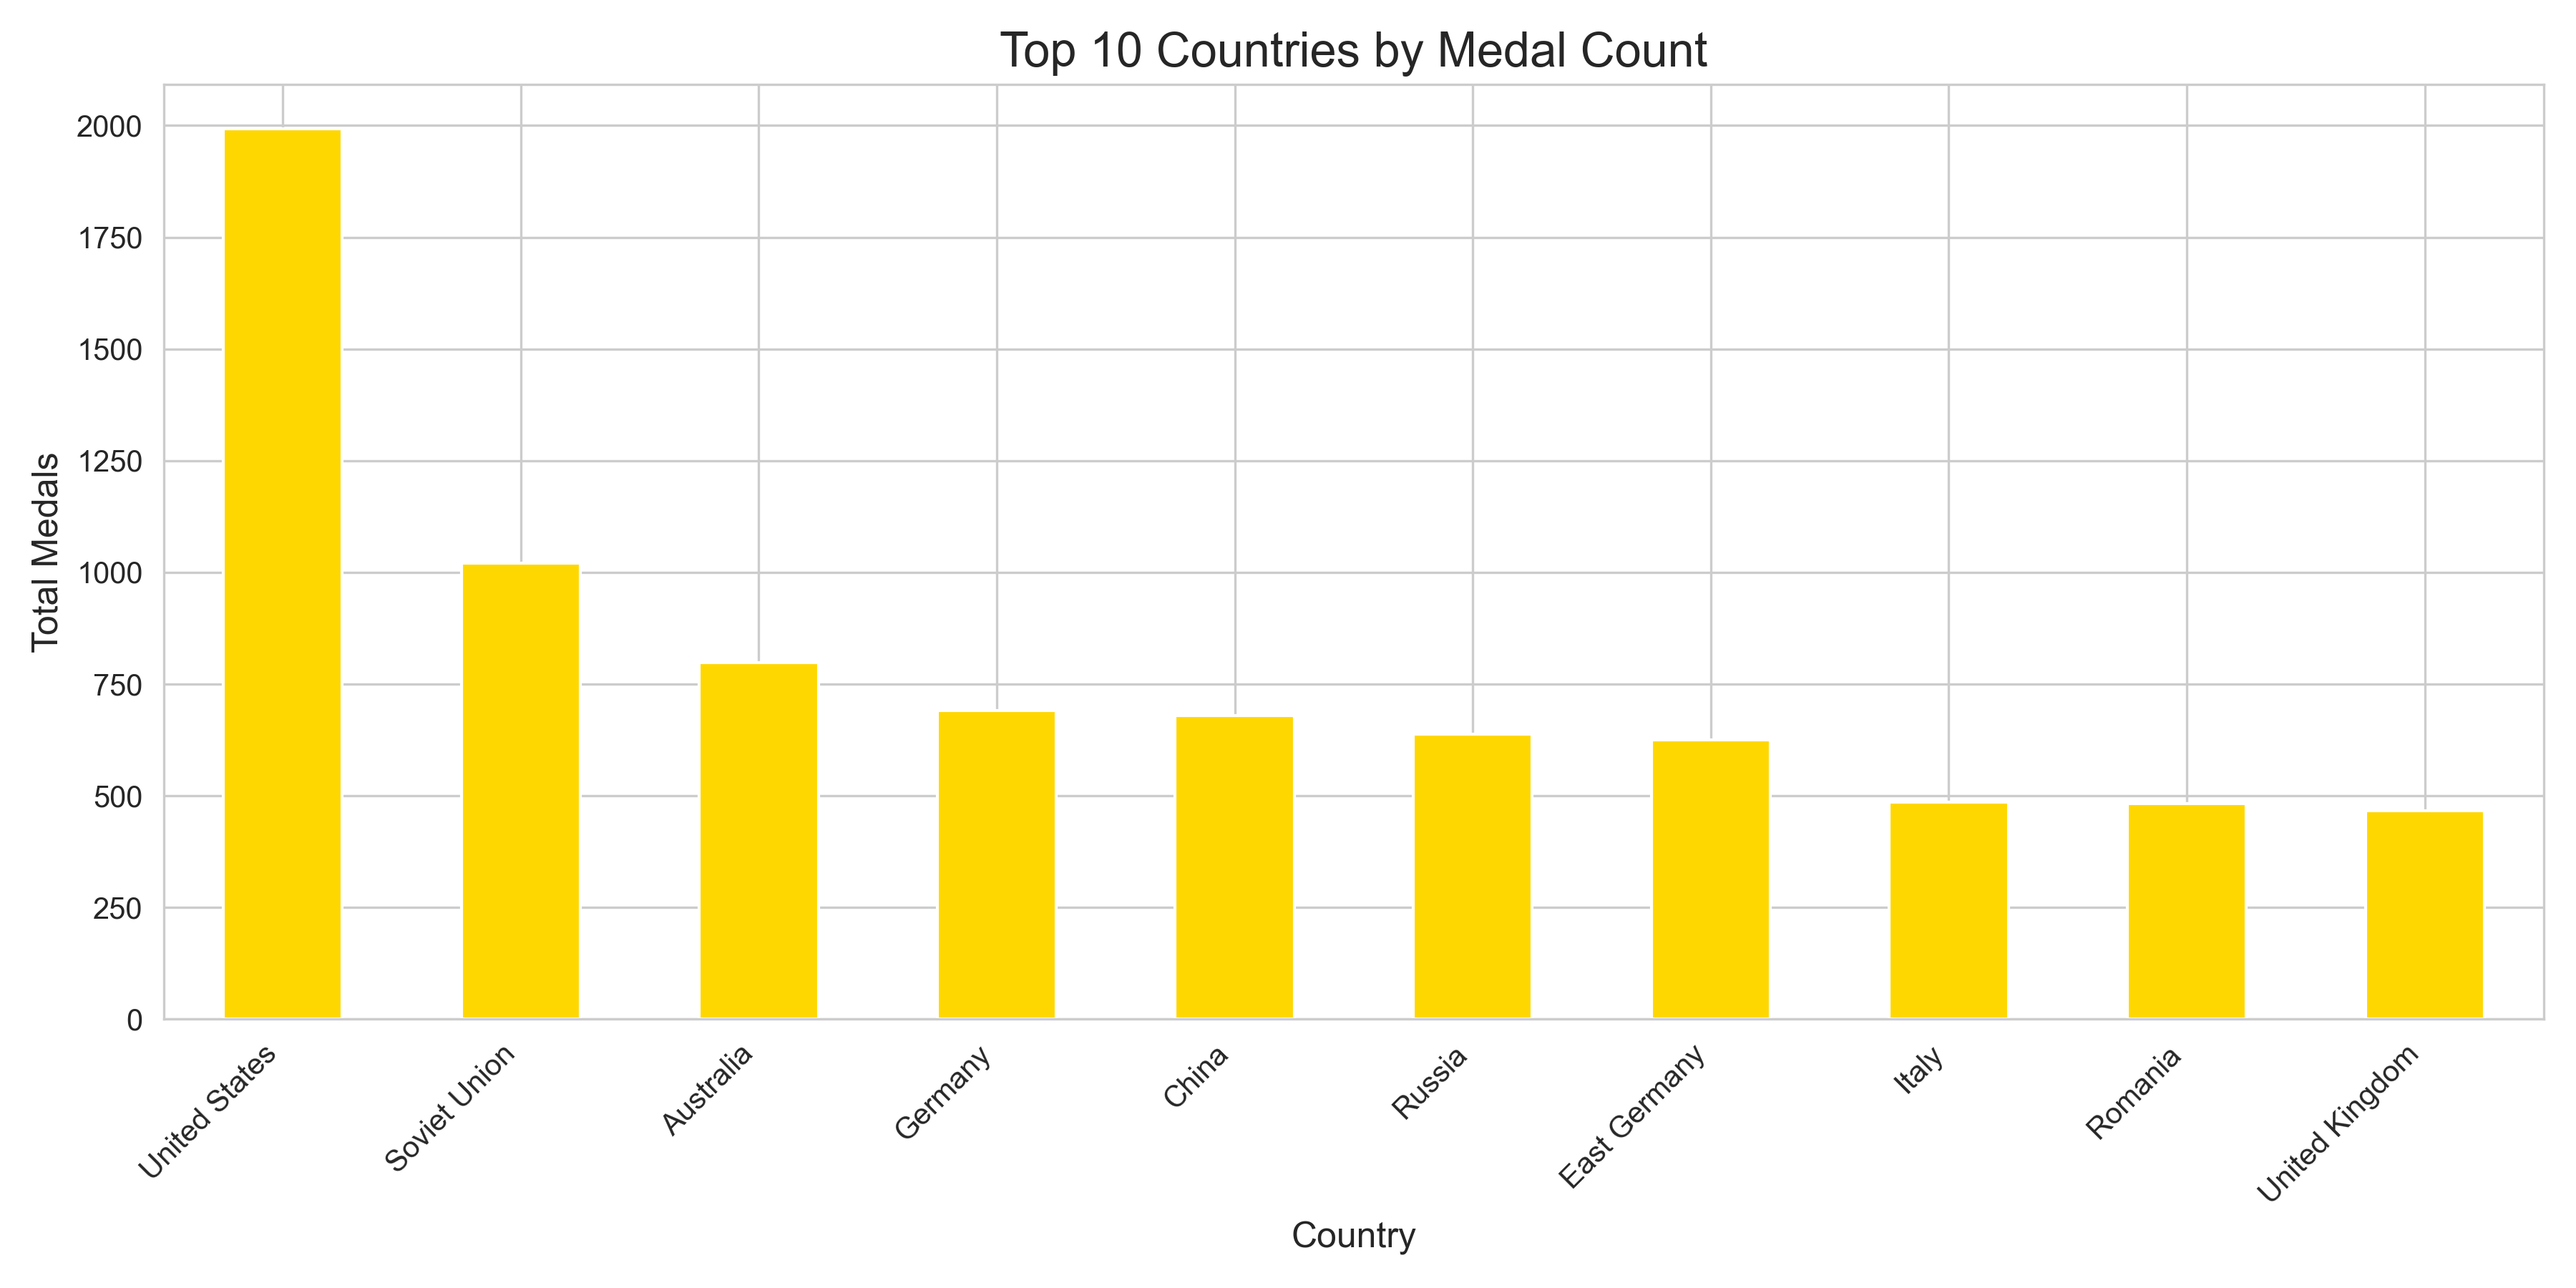 Top 10 Countries by Medal Count
Total Medals
2000
1750
1500
1250
1000
750
500
250
0
United States
Soviet Union
Australia
Germany
China
Russia
East Germany
Italy
Romania
United Kingdom
Country